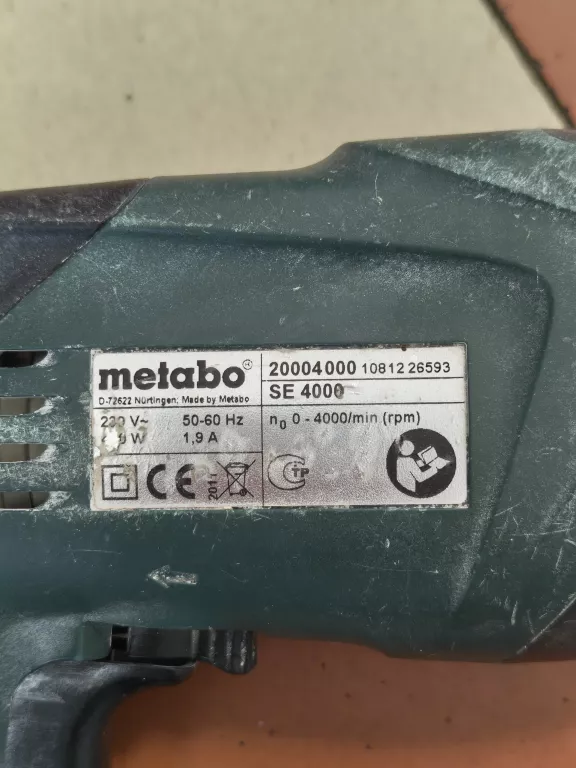 metabo®
D-72622 Nürtingen; Made by Metabo
20004000 10812 26593
SE 4000
V~ 50-60 Hz
W 1,9 A
n0 0 - 4000/min (rpm)
CE